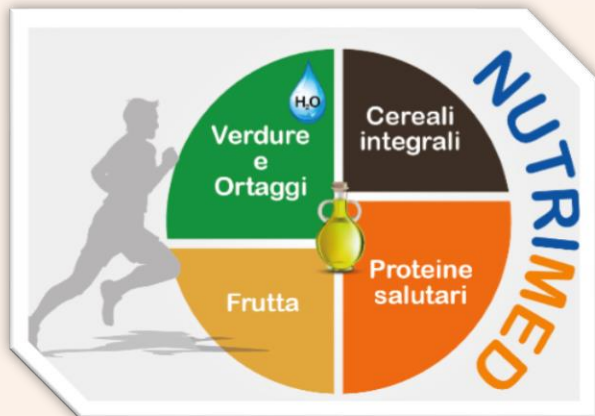 H₂O
Verdure
e
Ortaggi
Cereali
integrali
Frutta
Proteine
salutari
NUTRIMED